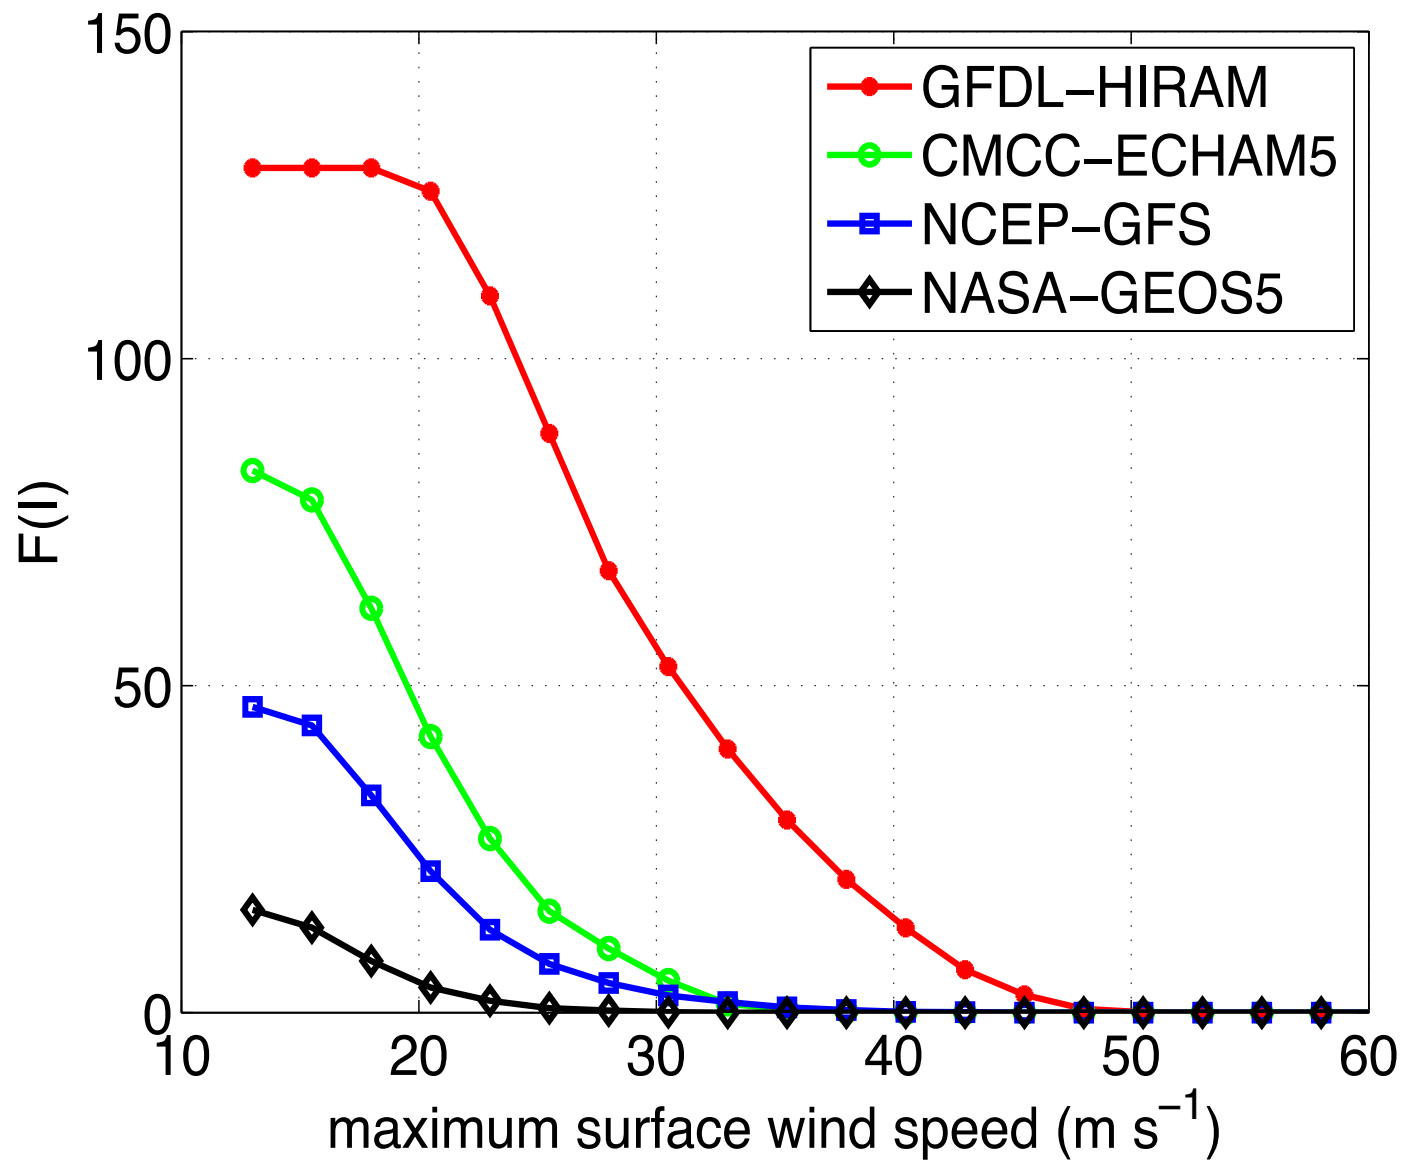 150
100
50
0
F(I)
GFDL−HIRAM
CMCC−ECHAM5
NCEP−GFS
NASA−GEOS5
10 20 30 40 50 60
maximum surface wind speed (m s⁻¹)